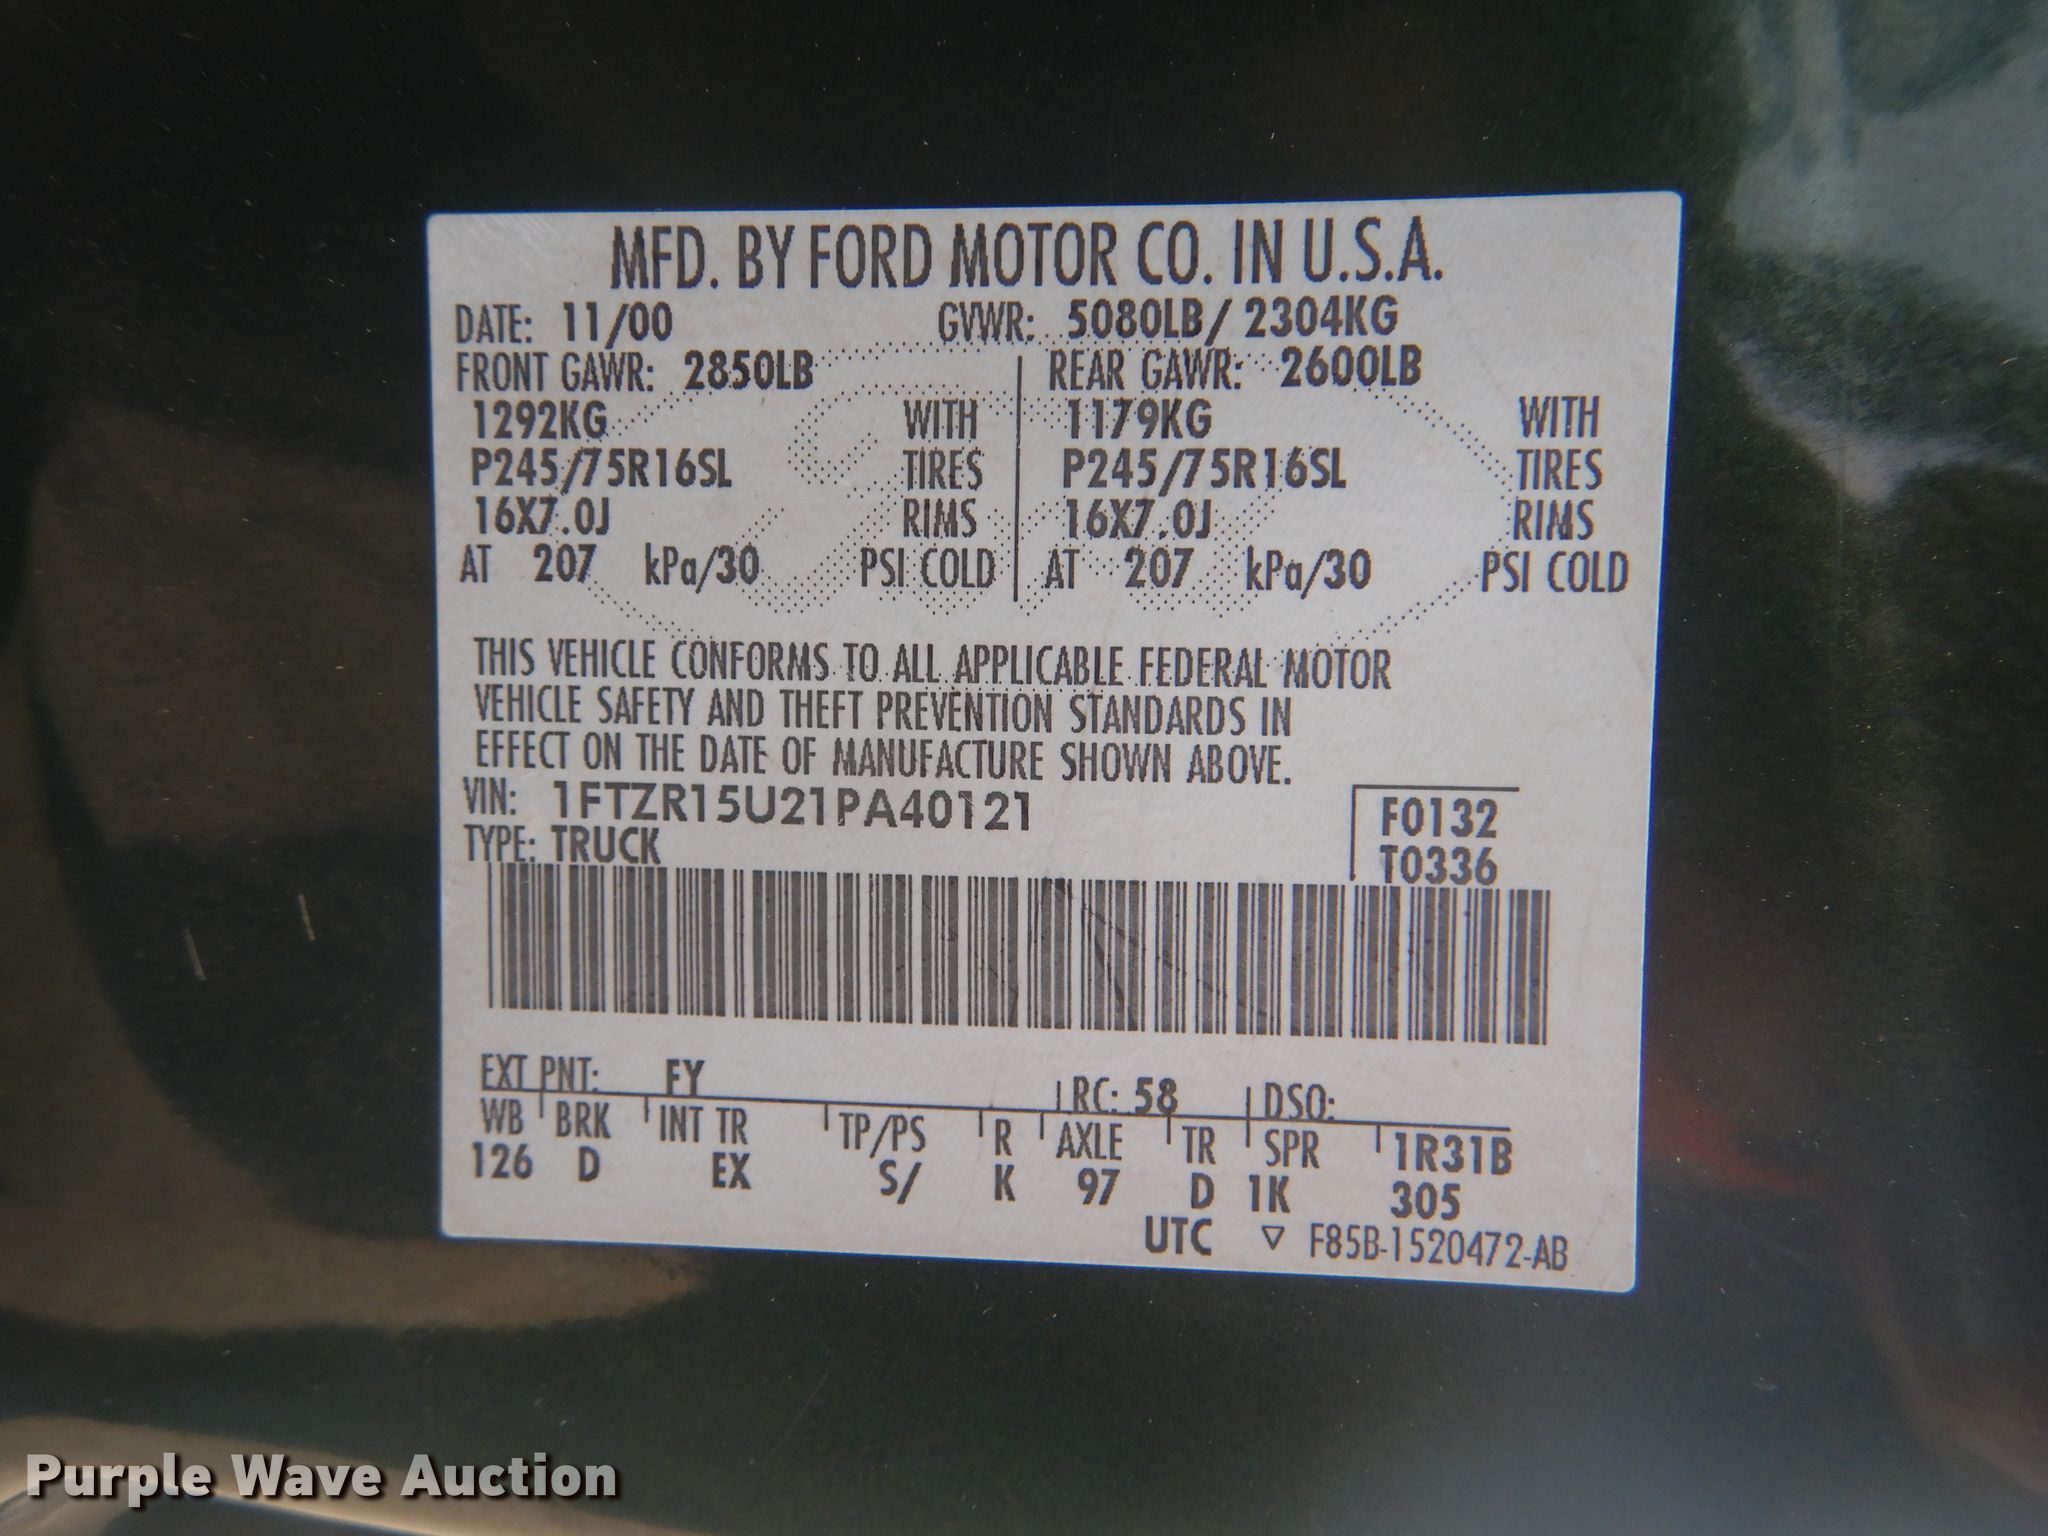 MFD. BY FORD MOTOR CO. IN U.S.A.
DATE: 11/00 GVWR: 5080LB/ 2304KG
FRONT GAWR: 2850LB REAR GAWR: 2600LB
1292KG WITH 1179KG WITH
P245/75R16SL TIRES P245/75R16SL TIRES
16X7.0J RIMS 16X7.0J RIMS
AT 207 kPa/30 PSI COLD AT 207 kPa/30 PSI COLD
THIS VEHICLE CONFORMS TO ALL APPLICABLE FEDERAL MOTOR
VEHICLE SAFETY AND THEFT PREVENTION STANDARDS IN
EFFECT ON THE DATE OF MANUFACTURE SHOWN ABOVE.
VIN: 1FTZR15U21PA40121 F0132
TYPE: TRUCK T0336
EXT PNT: FY RC: 58 DSO:
WB BRK INT TR TP/PS R AXLE TR SPR 1R31B
126 D EX S/ K 97 D 1K 305
UTC ▽ F85B-1520472-AB
Purple Wave Auction